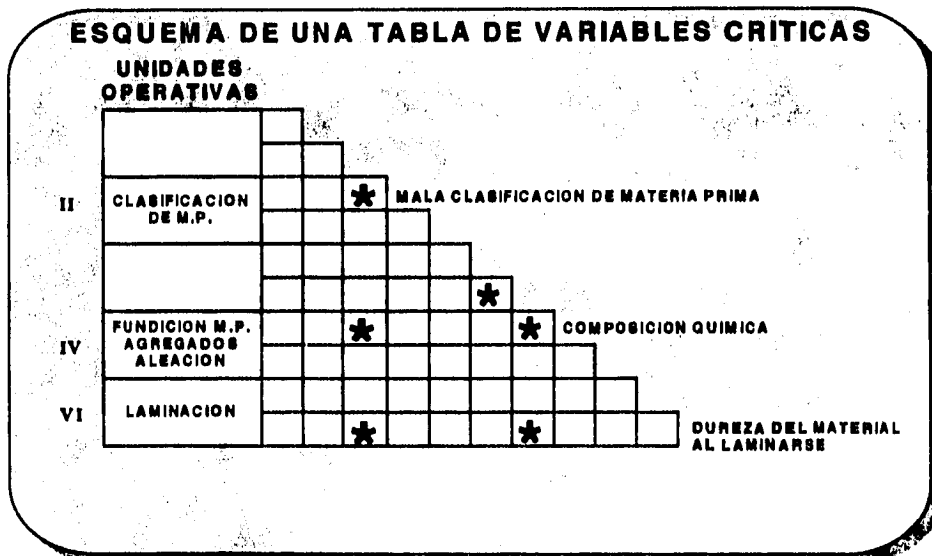 ESQUEMA DE UNA TABLA DE VARIABLES CRITICAS
UNIDADES
OPERATIVAS
II
CLASIFICACION
DE M.P.
* MALA CLASIFICACION DE MATERIA PRIMA
*
IV
FUNDICION M.P.
AGREGADOS
ALEACION
* * COMPOSICION QUIMICA
VI
LAMINACION
* *
DUREZA DEL MATERIAL
AL LAMINARSE